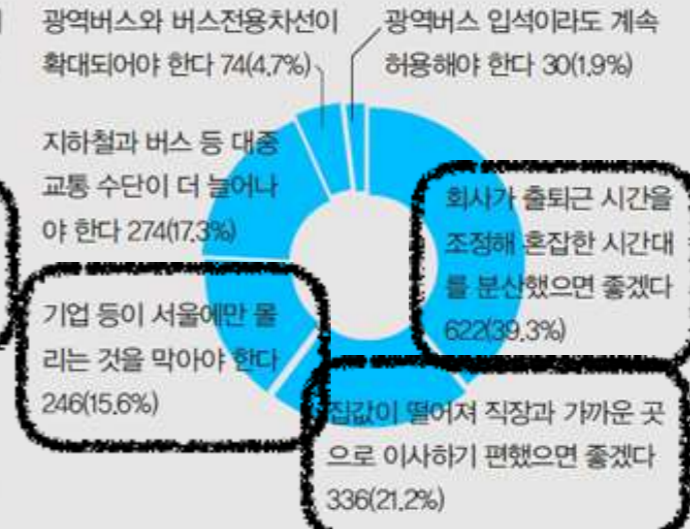 광역버스와 버스전용차선이
확대되어야 한다 74(4.7%)
광역버스 입석이라도 계속
허용해야 한다 30(1.9%)
지하철과 버스 등 대중
교통 수단이 더 늘어나
야 한다 274(17.3%)
회사가 출퇴근 시간을
조정해 혼잡한 시간대
를 분산했으면 좋겠다
622(39.3%)
기업 등이 서울에만 몰
리는 것을 막아야 한다
246(15.6%)
집값이 떨어져 직장과 가까운 곳
으로 이사하기 편했으면 좋겠다
336(21.2%)